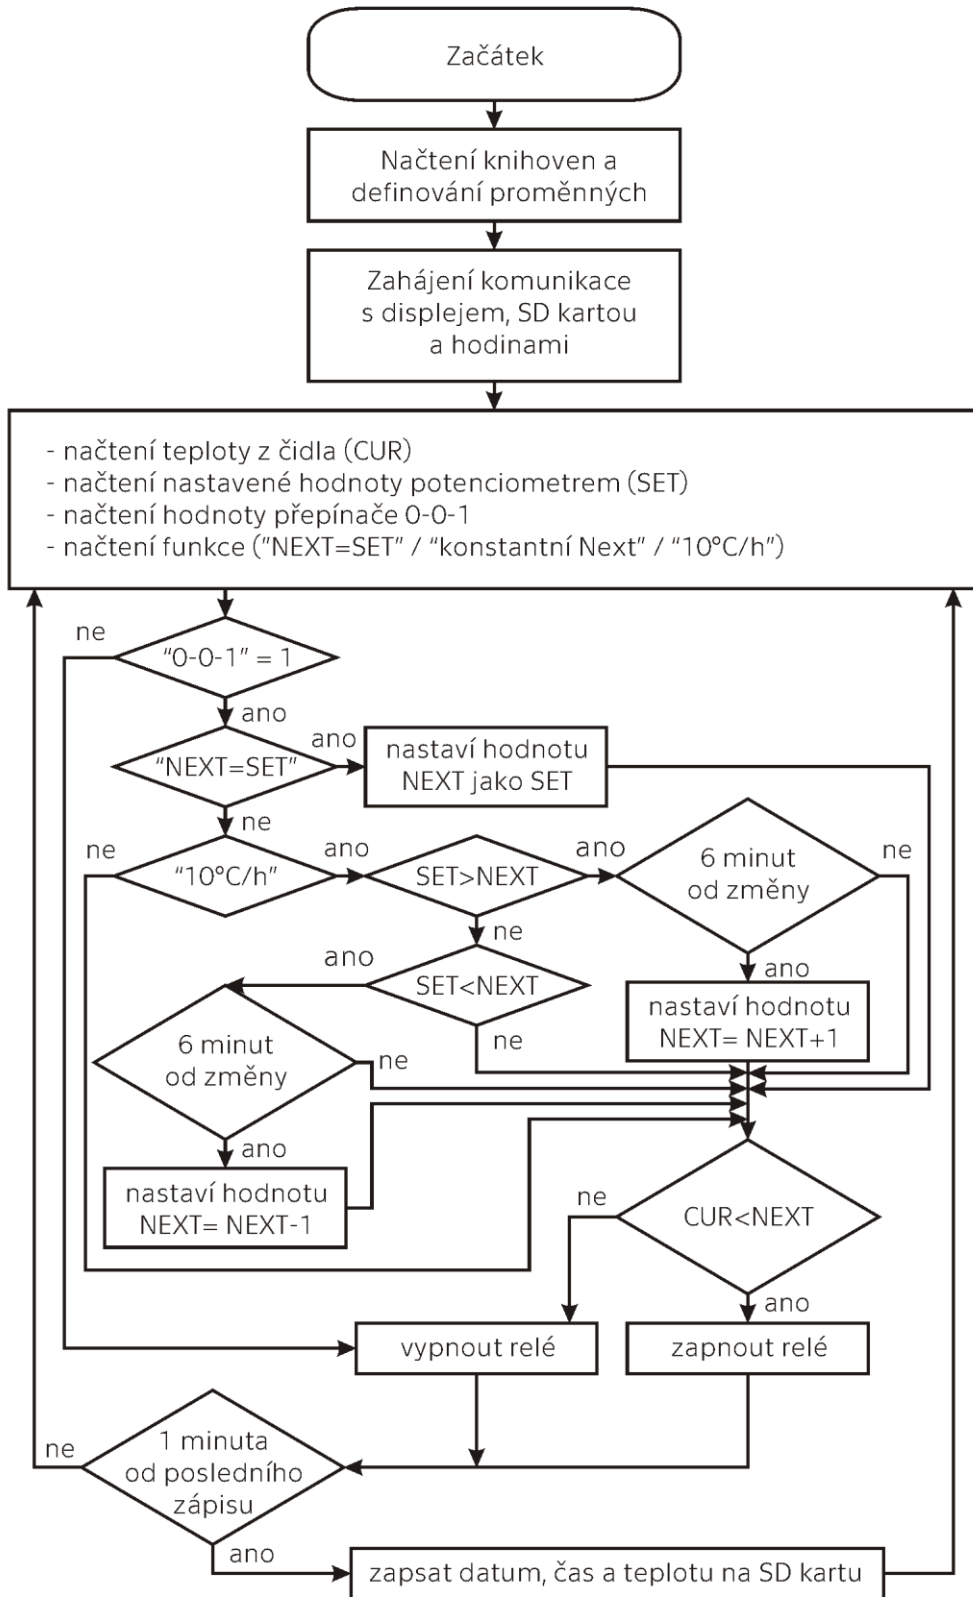 Začátek
Načtení knihoven a
definování proměnných
Zahájení komunikace
s displejem, SD kartou
a hodinami
- načtení teploty z čidla (CUR)
- načtení nastavené hodnoty potenciometrem (SET)
- načtení hodnoty přepínače 0-0-1
- načtení funkce ("NEXT=SET" / "konstantní Next" / "10°C/h")
ne
"0-0-1" = 1
ano
"NEXT=SET"
ano
nastaví hodnotu
NEXT jako SET
ne
ne
"10°C/h"
ano
SET>NEXT
ano
6 minut
od změny
ne
ne
ano
SET<NEXT
ano
nastaví hodnotu
NEXT= NEXT+1
ne
6 minut
od změny
ne
ano
nastaví hodnotu
NEXT= NEXT-1
ne
CUR<NEXT
ano
vypnout relé
zapnout relé
ne
1 minuta
od posledního
zápisu
ano
zapsat datum, čas a teplotu na SD kartu